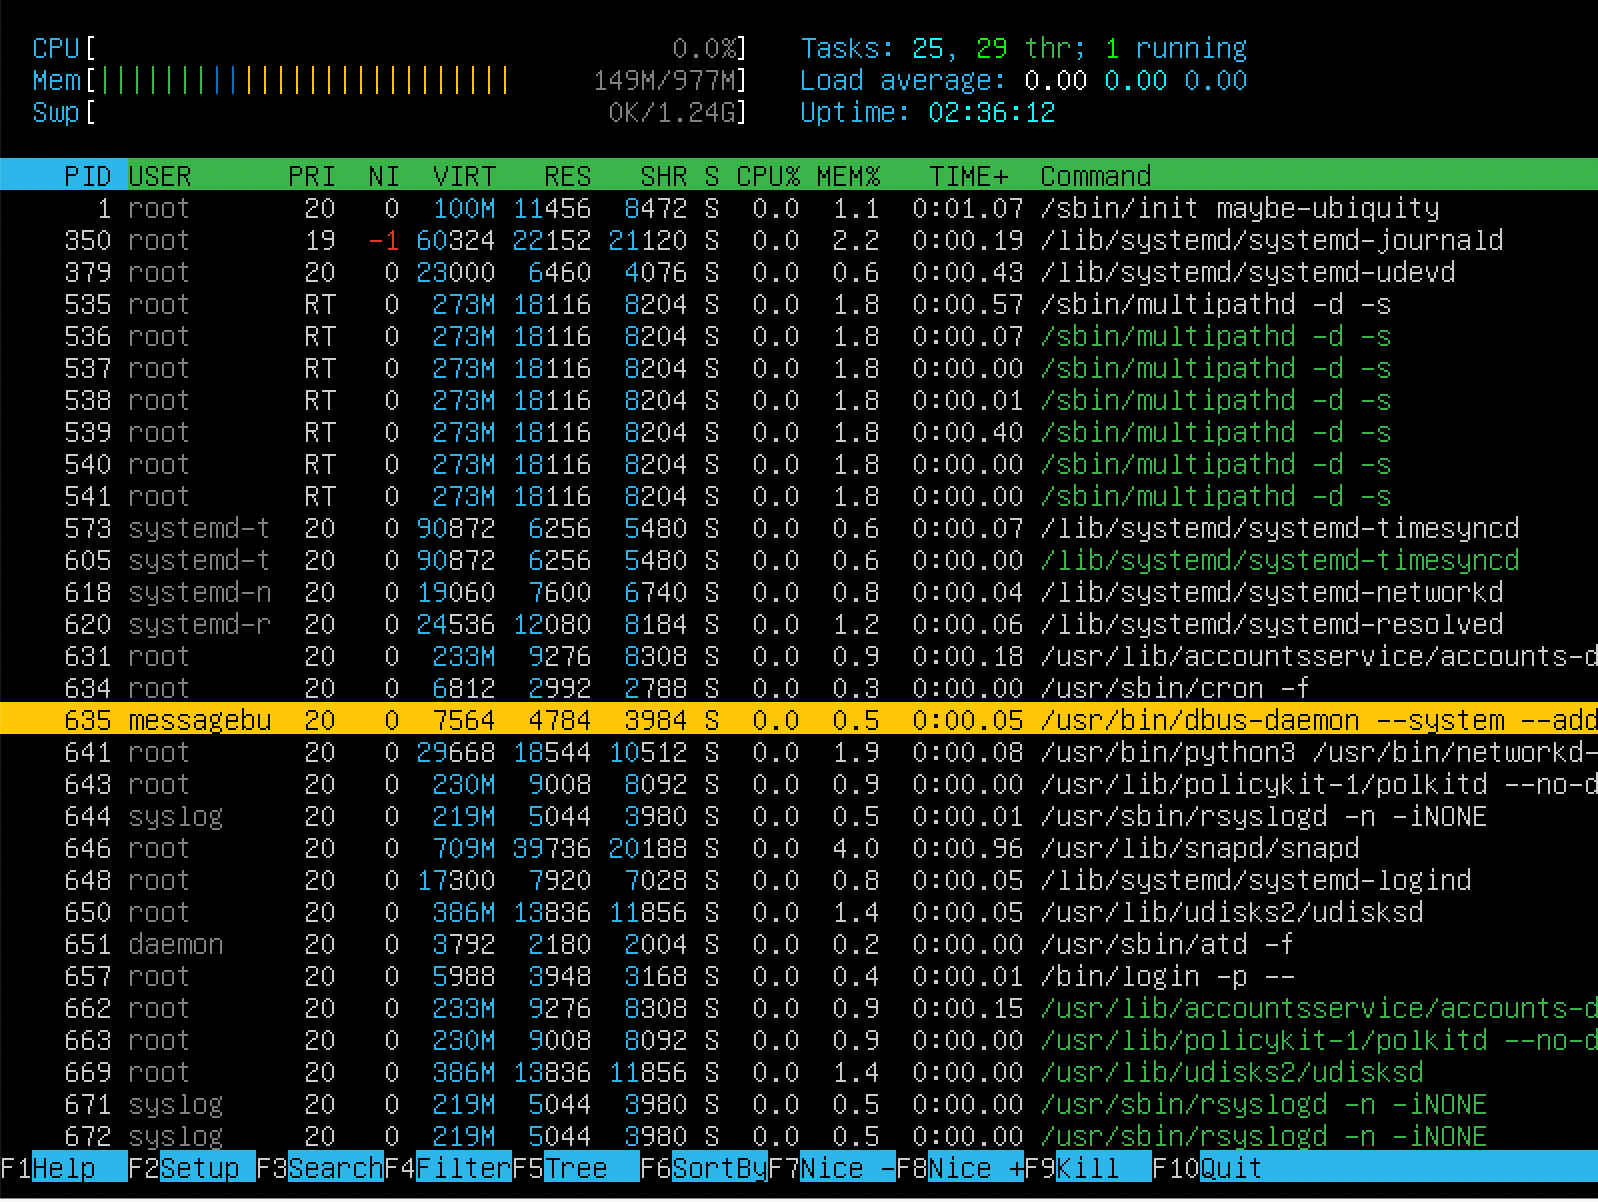 CPU[ 0.0%] Tasks: 25, 29 thr; 1 running
Mem[|||||||||||||||||||||||||| 149M/977M] Load average: 0.00 0.00 0.00
Swp[ 0K/1.24G] Uptime: 02:36:12
PID USER PRI NI VIRT RES SHR S CPU% MEM% TIME+ Command
1 root 20 0 100M 11456 8472 S 0.0 1.1 0:01.07 /sbin/init maybe-ubiquity
350 root 19 -1 60324 22152 21120 S 0.0 2.2 0:00.19 /lib/systemd/systemd-journald
379 root 20 0 23000 6460 4076 S 0.0 0.6 0:00.43 /lib/systemd/systemd-udevd
535 root RT 0 273M 18116 8204 S 0.0 1.8 0:00.57 /sbin/multipathd -d -s
536 root RT 0 273M 18116 8204 S 0.0 1.8 0:00.07 /sbin/multipathd -d -s
537 root RT 0 273M 18116 8204 S 0.0 1.8 0:00.00 /sbin/multipathd -d -s
538 root RT 0 273M 18116 8204 S 0.0 1.8 0:00.01 /sbin/multipathd -d -s
539 root RT 0 273M 18116 8204 S 0.0 1.8 0:00.40 /sbin/multipathd -d -s
540 root RT 0 273M 18116 8204 S 0.0 1.8 0:00.00 /sbin/multipathd -d -s
541 root RT 0 273M 18116 8204 S 0.0 1.8 0:00.00 /sbin/multipathd -d -s
573 systemd-t 20 0 90872 6256 5480 S 0.0 0.6 0:00.07 /lib/systemd/systemd-timesyncd
605 systemd-t 20 0 90872 6256 5480 S 0.0 0.6 0:00.00 /lib/systemd/systemd-timesyncd
618 systemd-n 20 0 19060 7600 6740 S 0.0 0.8 0:00.04 /lib/systemd/systemd-networkd
620 systemd-r 20 0 24536 12080 8184 S 0.0 1.2 0:00.06 /lib/systemd/systemd-resolved
631 root 20 0 233M 9276 8308 S 0.0 0.9 0:00.18 /usr/lib/accountsservice/accounts-d
634 root 20 0 6812 2992 2788 S 0.0 0.3 0:00.00 /usr/sbin/cron -f
635 messagebu 20 0 7564 4784 3984 S 0.0 0.5 0:00.05 /usr/bin/dbus-daemon --system --add
641 root 20 0 29668 18544 10512 S 0.0 1.9 0:00.08 /usr/bin/python3 /usr/bin/networkd-
643 root 20 0 230M 9008 8092 S 0.0 0.9 0:00.00 /usr/lib/policykit-1/polkitd --no-d
644 syslog 20 0 219M 5044 3980 S 0.0 0.5 0:00.01 /usr/sbin/rsyslogd -n -iNONE
646 root 20 0 709M 39736 20188 S 0.0 4.0 0:00.96 /usr/lib/snapd/snapd
648 root 20 0 17300 7920 7028 S 0.0 0.8 0:00.05 /lib/systemd/systemd-logind
650 root 20 0 386M 13836 11856 S 0.0 1.4 0:00.05 /usr/lib/udisks2/udisksd
651 daemon 20 0 3792 2180 2004 S 0.0 0.2 0:00.00 /usr/sbin/atd -f
657 root 20 0 5988 3948 3168 S 0.0 0.4 0:00.01 /bin/login -p --
662 root 20 0 233M 9276 8308 S 0.0 0.9 0:00.15 /usr/lib/accountsservice/accounts-d
663 root 20 0 230M 9008 8092 S 0.0 0.9 0:00.00 /usr/lib/policykit-1/polkitd --no-d
669 root 20 0 386M 13836 11856 S 0.0 1.4 0:00.00 /usr/lib/udisks2/udisksd
671 syslog 20 0 219M 5044 3980 S 0.0 0.5 0:00.00 /usr/sbin/rsyslogd -n -iNONE
672 syslog 20 0 219M 5044 3980 S 0.0 0.5 0:00.00 /usr/sbin/rsyslogd -n -iNONE
F1Help F2Setup F3SearchF4FilterF5Tree F6SortByF7Nice -F8Nice +F9Kill F10Quit